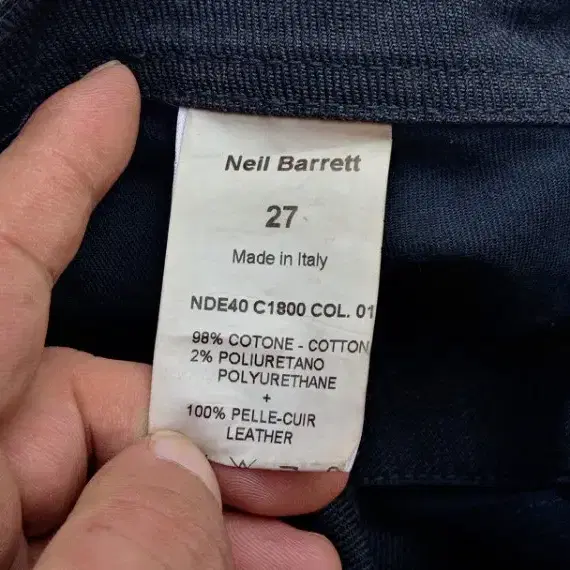 Neil Barrett
27
Made in Italy
NDE40 C1800 COL. 01
98% COTONE - COTTON
2% POLIURETANO
POLYURETHANE
+
100% PELLE-CUIR
LEATHER